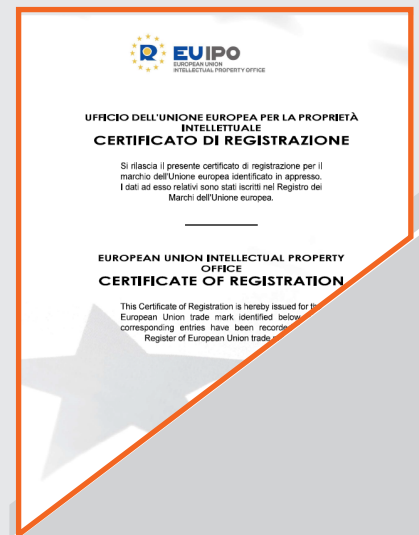 EUIPO
EUROPEAN UNION
INTELLECTUAL PROPERTY OFFICE
UFFICIO DELL'UNIONE EUROPEA PER LA PROPRIETÀ
INTELLETTUALE
CERTIFICATO DI REGISTRAZIONE
Si rilascia il presente certificato di registrazione per il
marchio dell'Unione europea identificato in appresso.
I dati ad esso relativi sono stati iscritti nel Registro dei
Marchi dell'Unione europea.
EUROPEAN UNION INTELLECTUAL PROPERTY
OFFICE
CERTIFICATE OF REGISTRATION
This Certificate of Registration is hereby issued for the
European Union trade mark identified below
corresponding entries have been recorde
Register of European Union trade